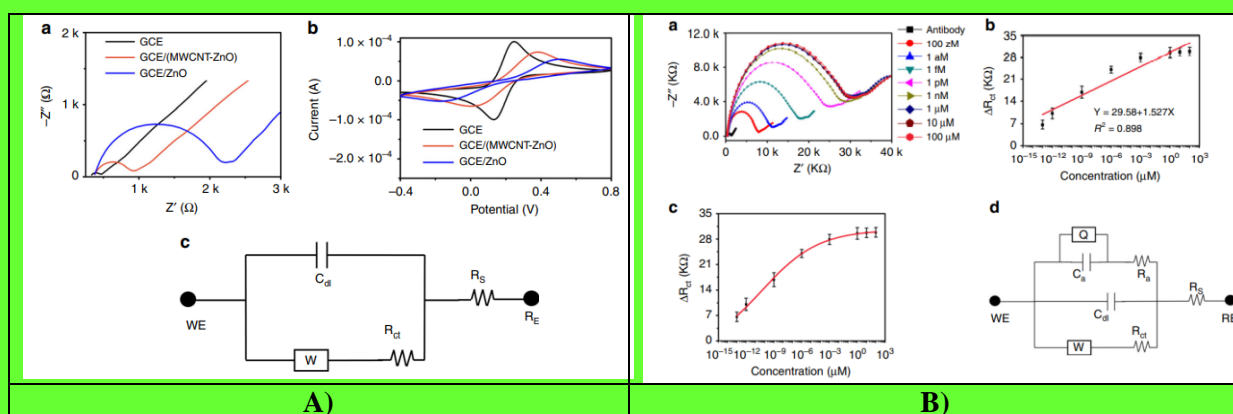 a
2 k
1 k
0
−Z′ (Ω)
1 k
2 k
3 k
Z′ (Ω)
GCE
GCE/(MWCNT-ZnO)
GCE/ZnO
b
1.0 × 10⁻⁴
0.0
−1.0 × 10⁻⁴
−2.0 × 10⁻⁴
Current (A)
−0.4
0.0
0.4
0.8
Potential (V)
GCE
GCE/(MWCNT-ZnO)
GCE/ZnO
c
WE
C_dl
W
R_ct
R_S
R_E
A)
a
12.0 k
8.0 k
4.0 k
0.0
−Z″ (KΩ)
0
10 k
20 k
30 k
40 k
Z′ (KΩ)
Antibody
100 zM
1 aM
1 fM
1 pM
1 nM
1 μM
10 μM
100 μM
b
35
28
21
14
7
0
ΔR_ct (KΩ)
Y = 29.58+1.527X
R² = 0.898
10⁻¹⁵
10⁻¹²
10⁻⁹
10⁻⁶
10⁻³
10⁰
10³
Concentration (μM)
c
35
28
21
14
7
0
ΔR_ct (KΩ)
10⁻¹⁵
10⁻¹²
10⁻⁹
10⁻⁶
10⁻³
10⁰
10³
Concentration (μM)
d
Q
C_a
R_a
WE
C_dl
R_S
RE
W
R_ct
B)